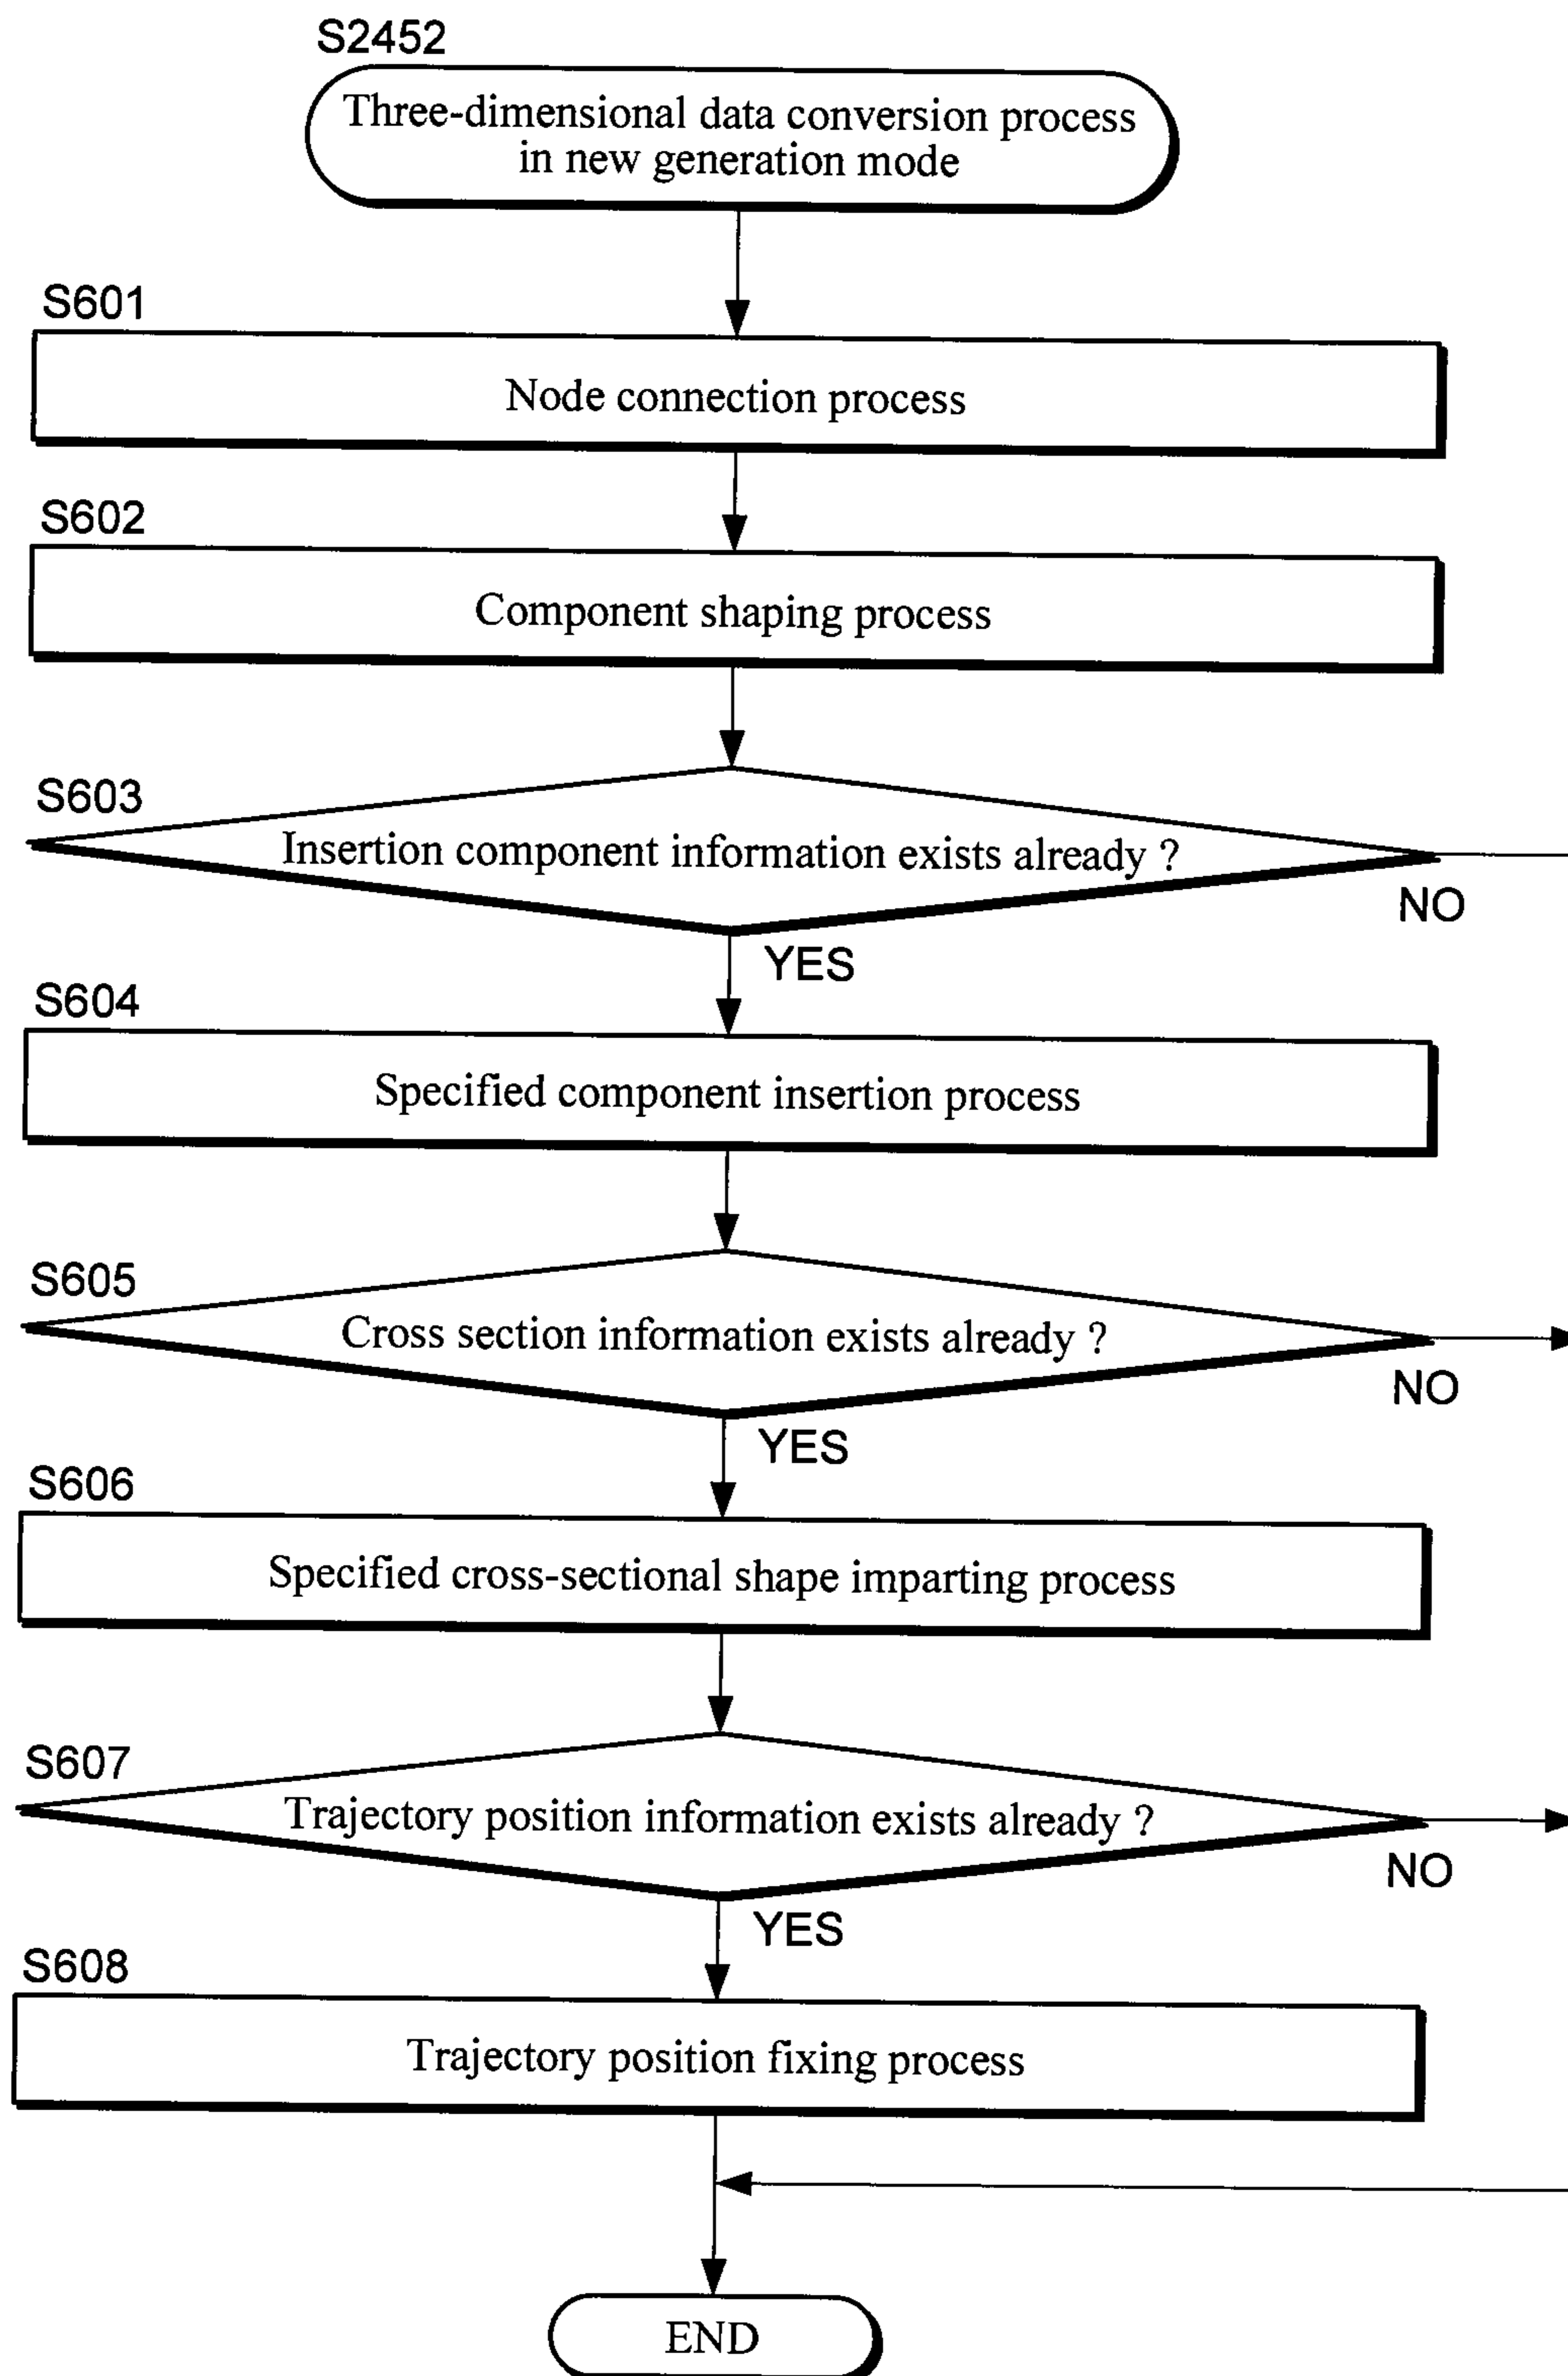 S2452
Three-dimensional data conversion process
in new generation mode
S601
Node connection process
S602
Component shaping process
S603
Insertion component information exists already ?
NO
YES
S604
Specified component insertion process
S605
Cross section information exists already ?
NO
YES
S606
Specified cross-sectional shape imparting process
S607
Trajectory position information exists already ?
NO
YES
S608
Trajectory position fixing process
END